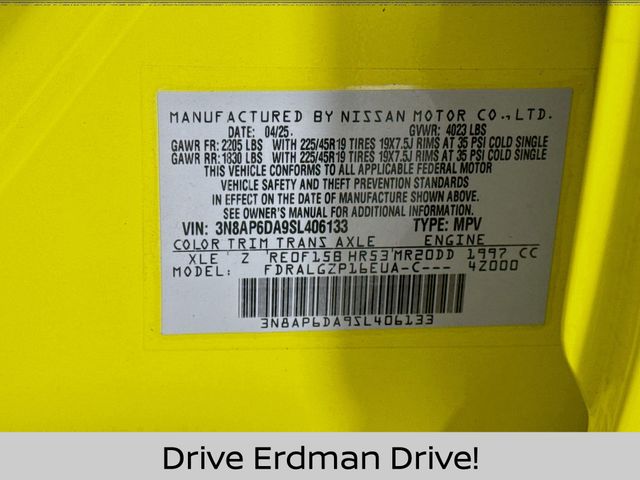 MANUFACTURED BY NISSAN MOTOR CO., LTD.
DATE: 04/25. GVWR: 4023 LBS
GAWR FR: 2205 LBS WITH 225/45R19 TIRES 19X7.5J RIMS AT 35 PSI COLD SINGLE
GAWR RR: 1830 LBS WITH 225/45R19 TIRES 19X7.5J RIMS AT 35 PSI COLD SINGLE
THIS VEHICLE CONFORMS TO ALL APPLICABLE FEDERAL MOTOR
VEHICLE SAFETY AND THEFT PREVENTION STANDARDS
IN EFFECT ON THE DATE OF MANUFACTURE SHOWN ABOVE.
SEE OWNER'S MANUAL FOR ADDITIONAL INFORMATION.
VIN: 3N8AP6DA9SL406133 TYPE: MPV
COLOR TRIM TRANS AXLE ENGINE
XLE Z RE0F15B HR53 MR20DD 1997 CC
MODEL: FDRALGZP16EUA-C--- 4Z000
3N8AP6DA9SL406133
Drive Erdman Drive!